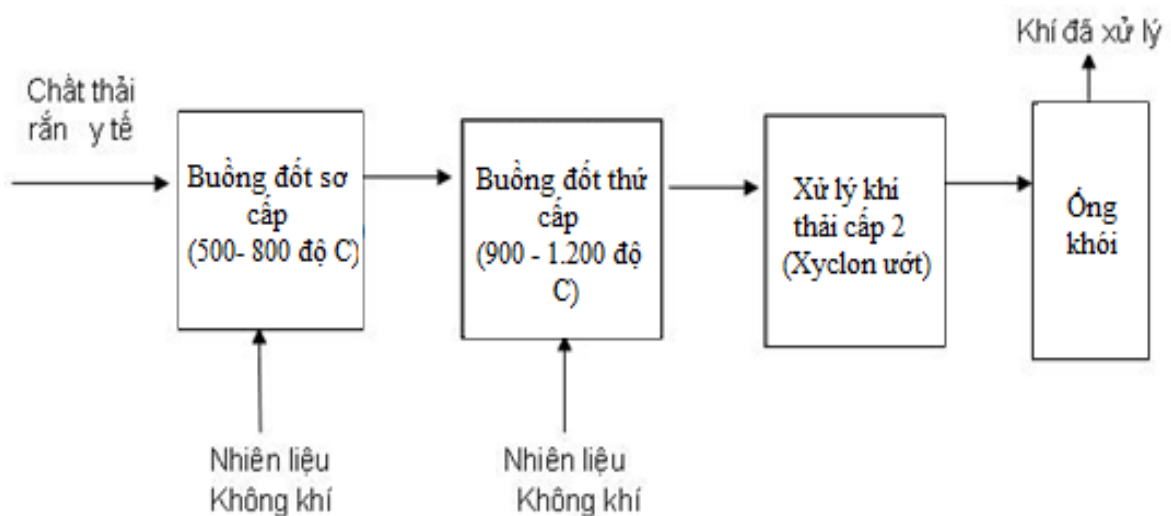 Khí đã xử lý
Chất thải
rắn y tế
Buồng đốt sơ
cấp
(500- 800 độ C)
Buồng đốt thứ
cấp
(900 - 1.200 độ
C)
Xử lý khí
thải cấp 2
(Xyclon ướt)
Ống
khói
Nhiên liệu
Không khí
Nhiên liệu
Không khí